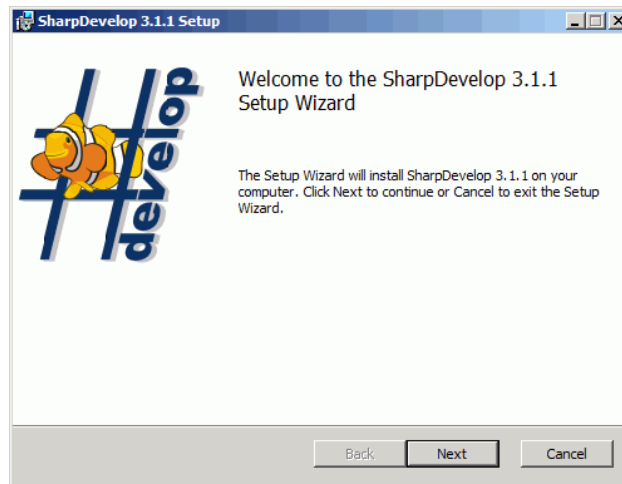 SharpDevelop 3.1.1 Setup
develop
Welcome to the SharpDevelop 3.1.1
Setup Wizard
The Setup Wizard will install SharpDevelop 3.1.1 on your
computer. Click Next to continue or Cancel to exit the Setup
Wizard.
Back Next Cancel